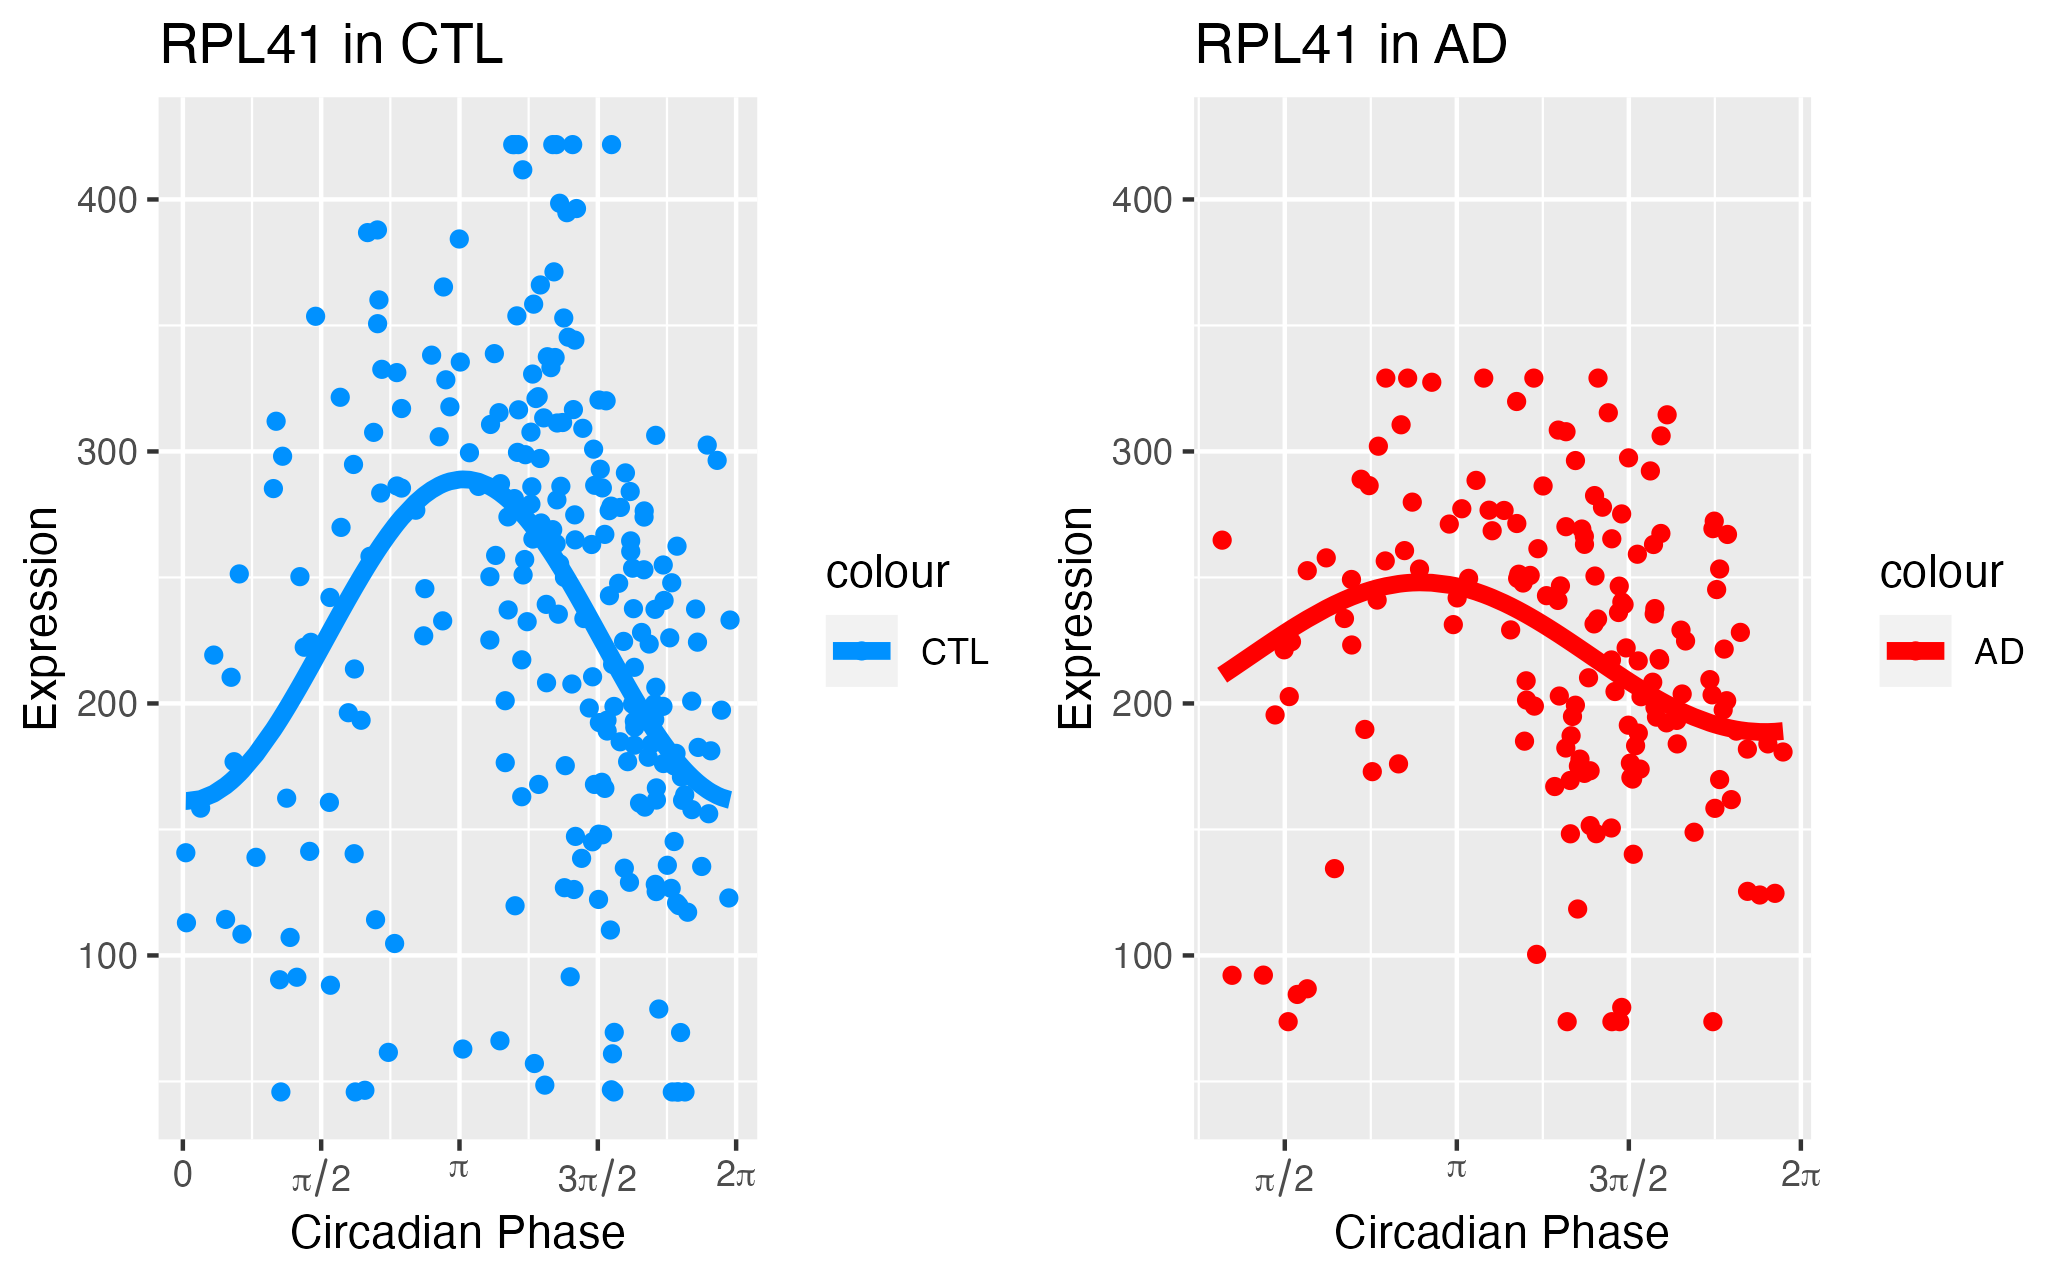 RPL41 in CTL
Expression
400
300
200
100
0
π/2
π
3π/2
2π
Circadian Phase
colour
CTL
RPL41 in AD
Expression
400
300
200
100
π/2
π
3π/2
2π
Circadian Phase
colour
AD